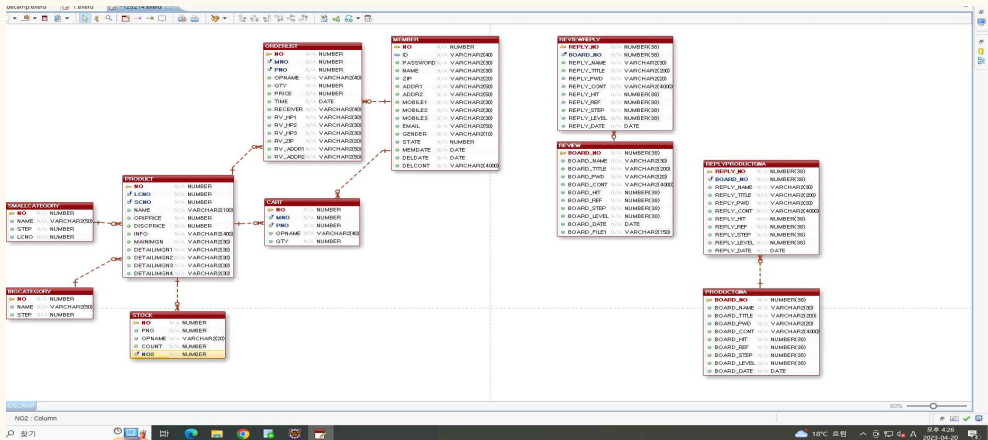 ORDERLIST
NO N/A NUMBER
MNO N/A NUMBER
PNO N/A NUMBER
OPNAME N/A VARCHAR2(40)
QTY N/A NUMBER
PRICE N/A NUMBER
TIME N/A DATE
RECEIVER N/A VARCHAR2(40)
RV_HP1 N/A VARCHAR2(30)
RV_HP2 N/A VARCHAR2(30)
RV_HP3 N/A VARCHAR2(30)
RV_ZIP N/A VARCHAR2(20)
RV_ADDR1 N/A VARCHAR2(50)
RV_ADDR2 N/A VARCHAR2(50)
MEMBER
NO N/A NUMBER
ID N/A VARCHAR2(40)
PASSWORD N/A VARCHAR2(30)
NAME N/A VARCHAR2(30)
ZIP N/A VARCHAR2(20)
ADDR1 N/A VARCHAR2(50)
ADDR2 N/A VARCHAR2(50)
MOBILE1 N/A VARCHAR2(30)
MOBILE2 N/A VARCHAR2(30)
MOBILE3 N/A VARCHAR2(30)
EMAIL N/A VARCHAR2(50)
GENDER N/A VARCHAR2(10)
STATE N/A NUMBER
MEMDATE N/A DATE
DELDATE N/A DATE
DELCONT N/A VARCHAR2(4000)
REVIEWREPLY
REPLY_NO N/A NUMBER(38)
BOARD_NO N/A NUMBER(38)
REPLY_NAME N/A VARCHAR2(30)
REPLY_TITLE N/A VARCHAR2(200)
REPLY_PWD N/A VARCHAR2(20)
REPLY_CONT N/A VARCHAR2(4000)
REPLY_HIT N/A NUMBER(38)
REPLY_REF N/A NUMBER(38)
REPLY_STEP N/A NUMBER(38)
REPLY_LEVEL N/A NUMBER(38)
REPLY_DATE N/A DATE
REVIEW
BOARD_NO N/A NUMBER(38)
BOARD_NAME N/A VARCHAR2(30)
BOARD_TITLE N/A VARCHAR2(200)
BOARD_PWD N/A VARCHAR2(20)
BOARD_CONT N/A VARCHAR2(4000)
BOARD_HIT N/A NUMBER(38)
BOARD_REF N/A NUMBER(38)
BOARD_STEP N/A NUMBER(38)
BOARD_LEVEL N/A NUMBER(38)
BOARD_DATE N/A DATE
BOARD_FILE1 N/A VARCHAR2(150)
REPLYPRODUCTQNA
REPLY_NO N/A NUMBER(38)
BOARD_NO N/A NUMBER(38)
REPLY_NAME N/A VARCHAR2(30)
REPLY_TITLE N/A VARCHAR2(200)
REPLY_PWD N/A VARCHAR2(20)
REPLY_CONT N/A VARCHAR2(4000)
REPLY_HIT N/A NUMBER(38)
REPLY_REF N/A NUMBER(38)
REPLY_STEP N/A NUMBER(38)
REPLY_LEVEL N/A NUMBER(38)
REPLY_DATE N/A DATE
PRODUCT
NO N/A NUMBER
LCNO N/A NUMBER
SCNO N/A NUMBER
NAME N/A VARCHAR2(100)
ORIPRICE N/A NUMBER
DISCPRICE N/A NUMBER
INFO N/A VARCHAR2(400)
MAINIMGN N/A VARCHAR2(30)
DETAILIMGN1 N/A VARCHAR2(30)
DETAILIMGN2 N/A VARCHAR2(30)
DETAILIMGN3 N/A VARCHAR2(30)
DETAILIMGN4 N/A VARCHAR2(30)
SMALLCATEGORY
NO N/A NUMBER
NAME N/A VARCHAR2(50)
STEP N/A NUMBER
LCNO N/A NUMBER
CART
NO N/A NUMBER
MNO N/A NUMBER
PNO N/A NUMBER
OPNAME N/A VARCHAR2(40)
QTY N/A NUMBER
BIGCATEGORY
NO N/A NUMBER
NAME N/A VARCHAR2(50)
STEP N/A NUMBER
STOCK
NO N/A NUMBER
PNO N/A NUMBER
OPNAME N/A VARCHAR2(20)
COUNT N/A NUMBER
NO2 N/A NUMBER
PRODUCTQNA
BOARD_NO N/A NUMBER(38)
BOARD_NAME N/A VARCHAR2(30)
BOARD_TITLE N/A VARCHAR2(200)
BOARD_PWD N/A VARCHAR2(20)
BOARD_CONT N/A VARCHAR2(4000)
BOARD_HIT N/A NUMBER(38)
BOARD_REF N/A NUMBER(38)
BOARD_STEP N/A NUMBER(38)
BOARD_LEVEL N/A NUMBER(38)
BOARD_DATE N/A DATE
80%
NO2 : Column
찾기
18°C 흐림
A
오후 4:26
2023-04-20